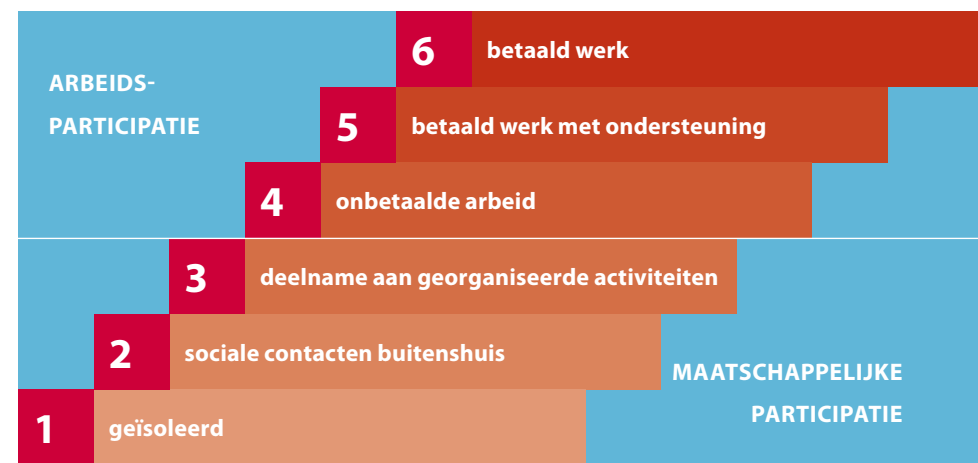 6 betaald werk
ARBEIDS-
PARTICIPATIE
5 betaald werk met ondersteuning
4 onbetaalde arbeid
3 deelname aan georganiseerde activiteiten
2 sociale contacten buitenshuis
MAATSCHAPPELIJKE
PARTICIPATIE
1 geïsoleerd